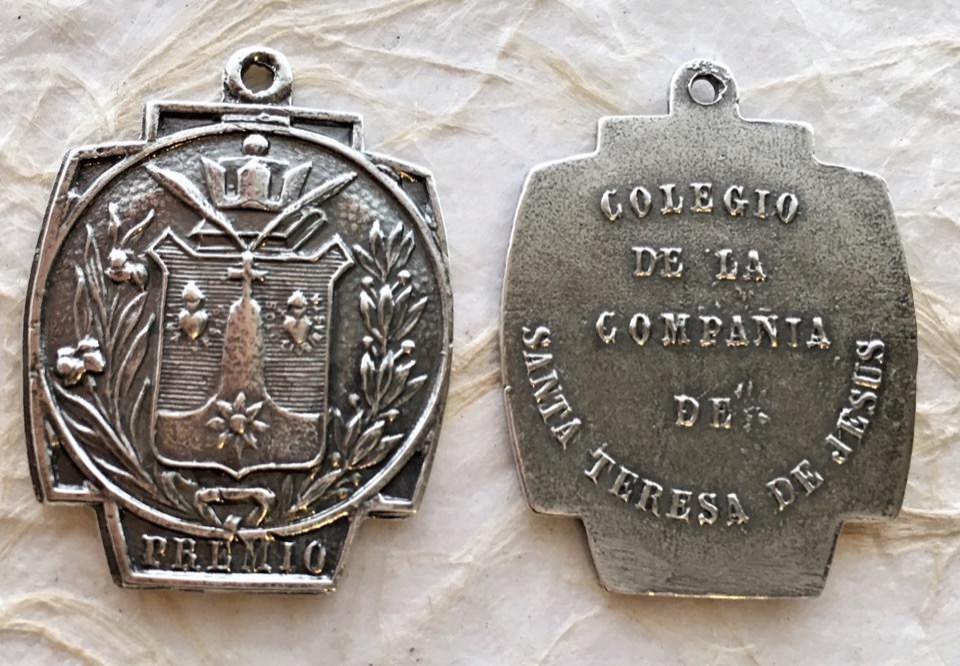 PREMIO
COLEGIO
DE LA
COMPAÑIA
DE
SANTA TERESA DE JESUS